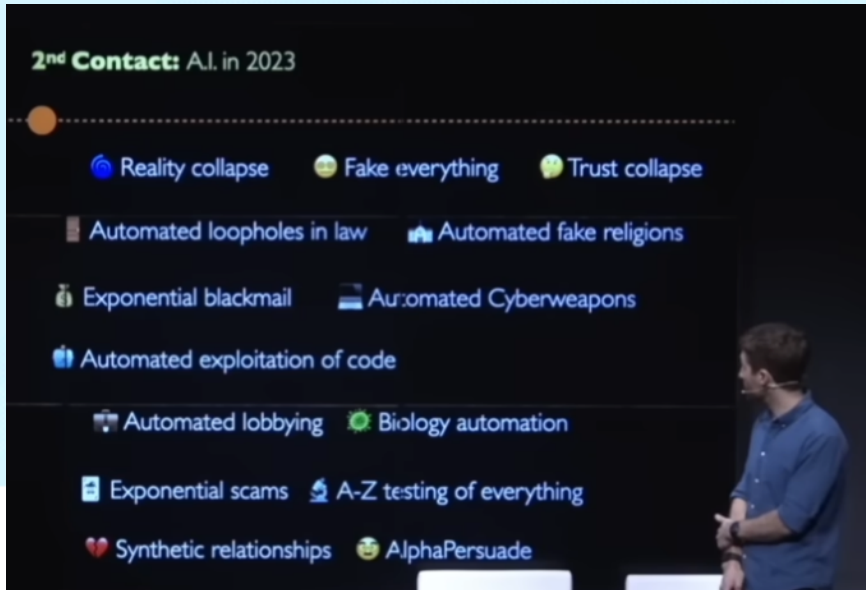 2nd Contact: A.I. in 2023
Reality collapse Fake everything Trust collapse
Automated loopholes in law Automated fake religions
Exponential blackmail Automated Cyberweapons
Automated exploitation of code
Automated lobbying Biology automation
Exponential scams A-Z testing of everything
Synthetic relationships AlphaPersuade